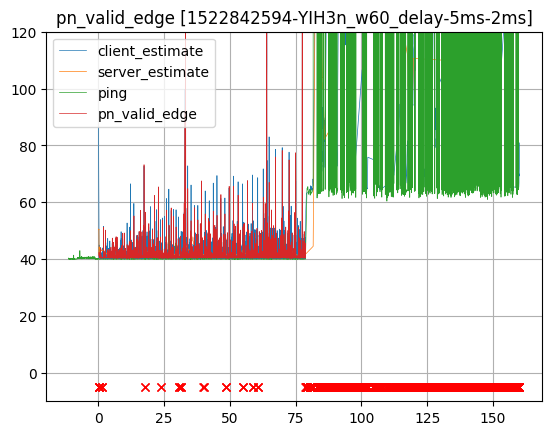 pn_valid_edge [1522842594-YIH3n_w60_delay-5ms-2ms]
client_estimate
server_estimate
ping
pn_valid_edge
120
100
80
60
40
20
0
0 25 50 75 100 125 150